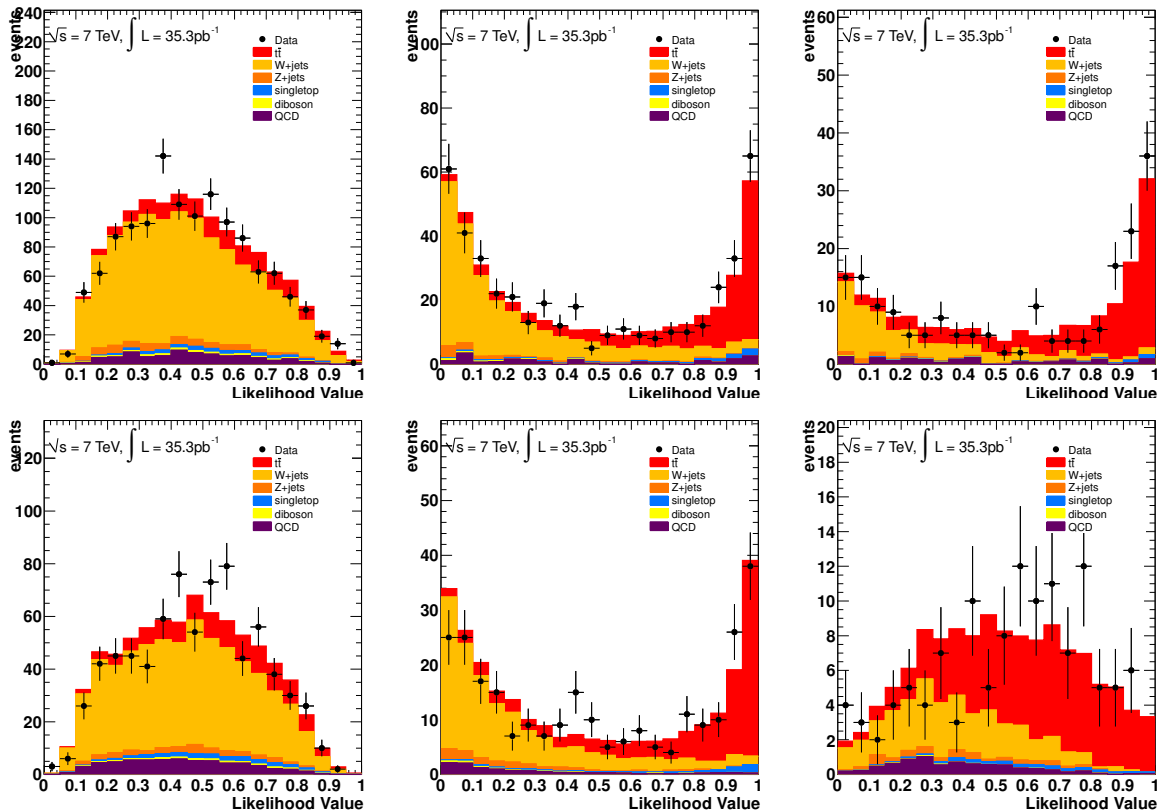 events
240
220
200
180
160
140
120
100
80
60
40
20
0
√s = 7 TeV, ∫ L = 35.3pb⁻¹
Data
tt̄
W+jets
Z+jets
singletop
diboson
QCD
0 0.1 0.2 0.3 0.4 0.5 0.6 0.7 0.8 0.9 1
Likelihood Value
events
100
80
60
40
20
0
√s = 7 TeV, ∫ L = 35.3pb⁻¹
Data
tt̄
W+jets
Z+jets
singletop
diboson
QCD
0 0.1 0.2 0.3 0.4 0.5 0.6 0.7 0.8 0.9 1
Likelihood Value
events
60
50
40
30
20
10
0
√s = 7 TeV, ∫ L = 35.3pb⁻¹
Data
tt̄
W+jets
Z+jets
singletop
diboson
QCD
0 0.1 0.2 0.3 0.4 0.5 0.6 0.7 0.8 0.9 1
Likelihood Value
events
120
100
80
60
40
20
0
√s = 7 TeV, ∫ L = 35.3pb⁻¹
Data
tt̄
W+jets
Z+jets
singletop
diboson
QCD
0 0.1 0.2 0.3 0.4 0.5 0.6 0.7 0.8 0.9 1
Likelihood Value
events
60
50
40
30
20
10
0
√s = 7 TeV, ∫ L = 35.3pb⁻¹
Data
tt̄
W+jets
Z+jets
singletop
diboson
QCD
0 0.1 0.2 0.3 0.4 0.5 0.6 0.7 0.8 0.9 1
Likelihood Value
events
20
18
16
14
12
10
8
6
4
2
0
√s = 7 TeV, ∫ L = 35.3pb⁻¹
Data
tt̄
W+jets
Z+jets
singletop
diboson
QCD
0 0.1 0.2 0.3 0.4 0.5 0.6 0.7 0.8 0.9 1
Likelihood Value